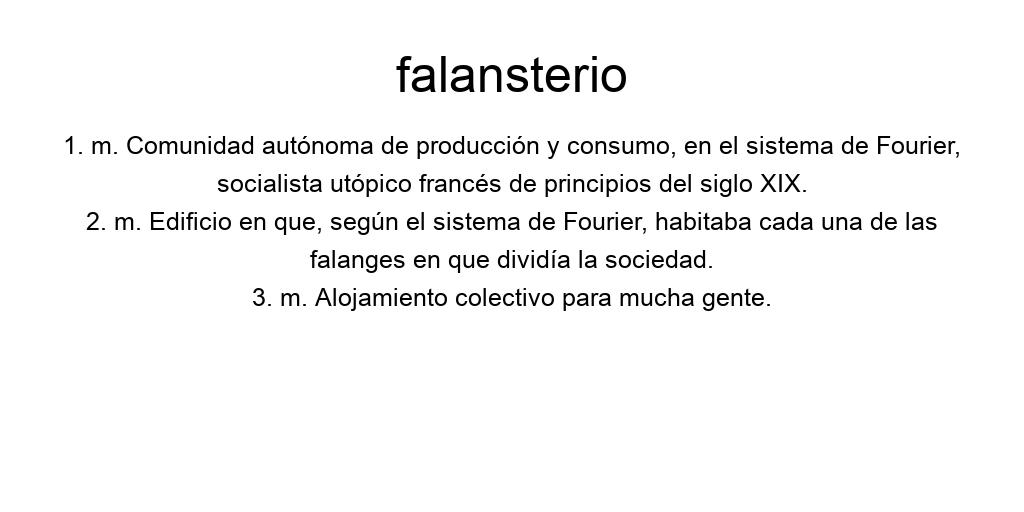 falansterio
1. m. Comunidad autónoma de producción y consumo, en el sistema de Fourier,
socialista utópico francés de principios del siglo XIX.
2. m. Edificio en que, según el sistema de Fourier, habitaba cada una de las
falanges en que dividía la sociedad.
3. m. Alojamiento colectivo para mucha gente.